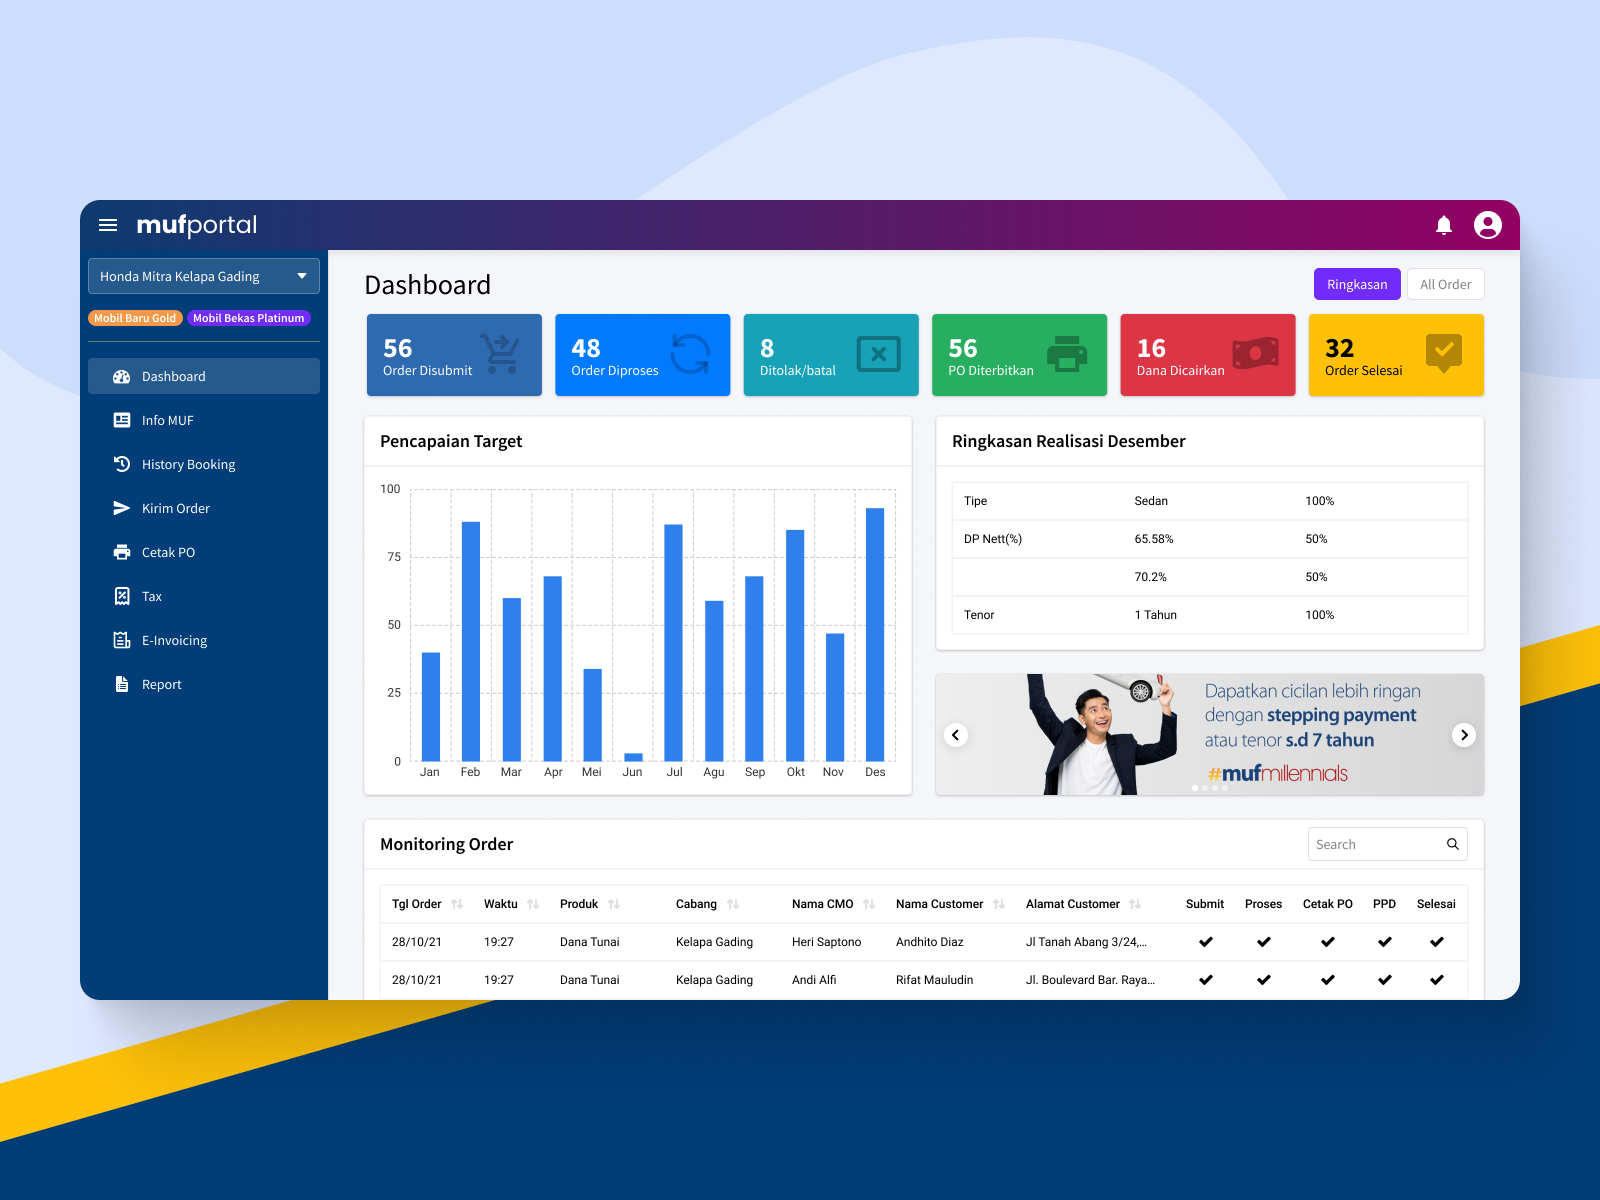 mufportal
Honda Mitra Kelapa Gading
Mobil Baru Gold Mobil Bekas Platinum
Dashboard
Info MUF
History Booking
Kirim Order
Cetak PO
Tax
E-Invoicing
Report
Dashboard
Ringkasan All Order
56
Order Disubmit
48
Order Diproses
8
Ditolak/batal
56
PO Diterbitkan
16
Dana Dicairkan
32
Order Selesai
Pencapaian Target
100
75
50
25
0
Jan Feb Mar Apr Mei Jun Jul Agu Sep Okt Nov Des
Ringkasan Realisasi Desember
Tipe Sedan 100%
DP Nett(%) 65.58% 50%
70.2% 50%
Tenor 1 Tahun 100%
Dapatkan cicilan lebih ringan
dengan stepping payment
atau tenor s.d 7 tahun
#mufmillennials
Monitoring Order
Search
Tgl Order Waktu Produk Cabang Nama CMO Nama Customer Alamat Customer Submit Proses Cetak PO PPD Selesai
28/10/21 19:27 Dana Tunai Kelapa Gading Heri Saptono Andhito Diaz Jl Tanah Abang 3/24,...
28/10/21 19:27 Dana Tunai Kelapa Gading Andi Alfi Rifat Mauludin Jl. Boulevard Bar. Raya...